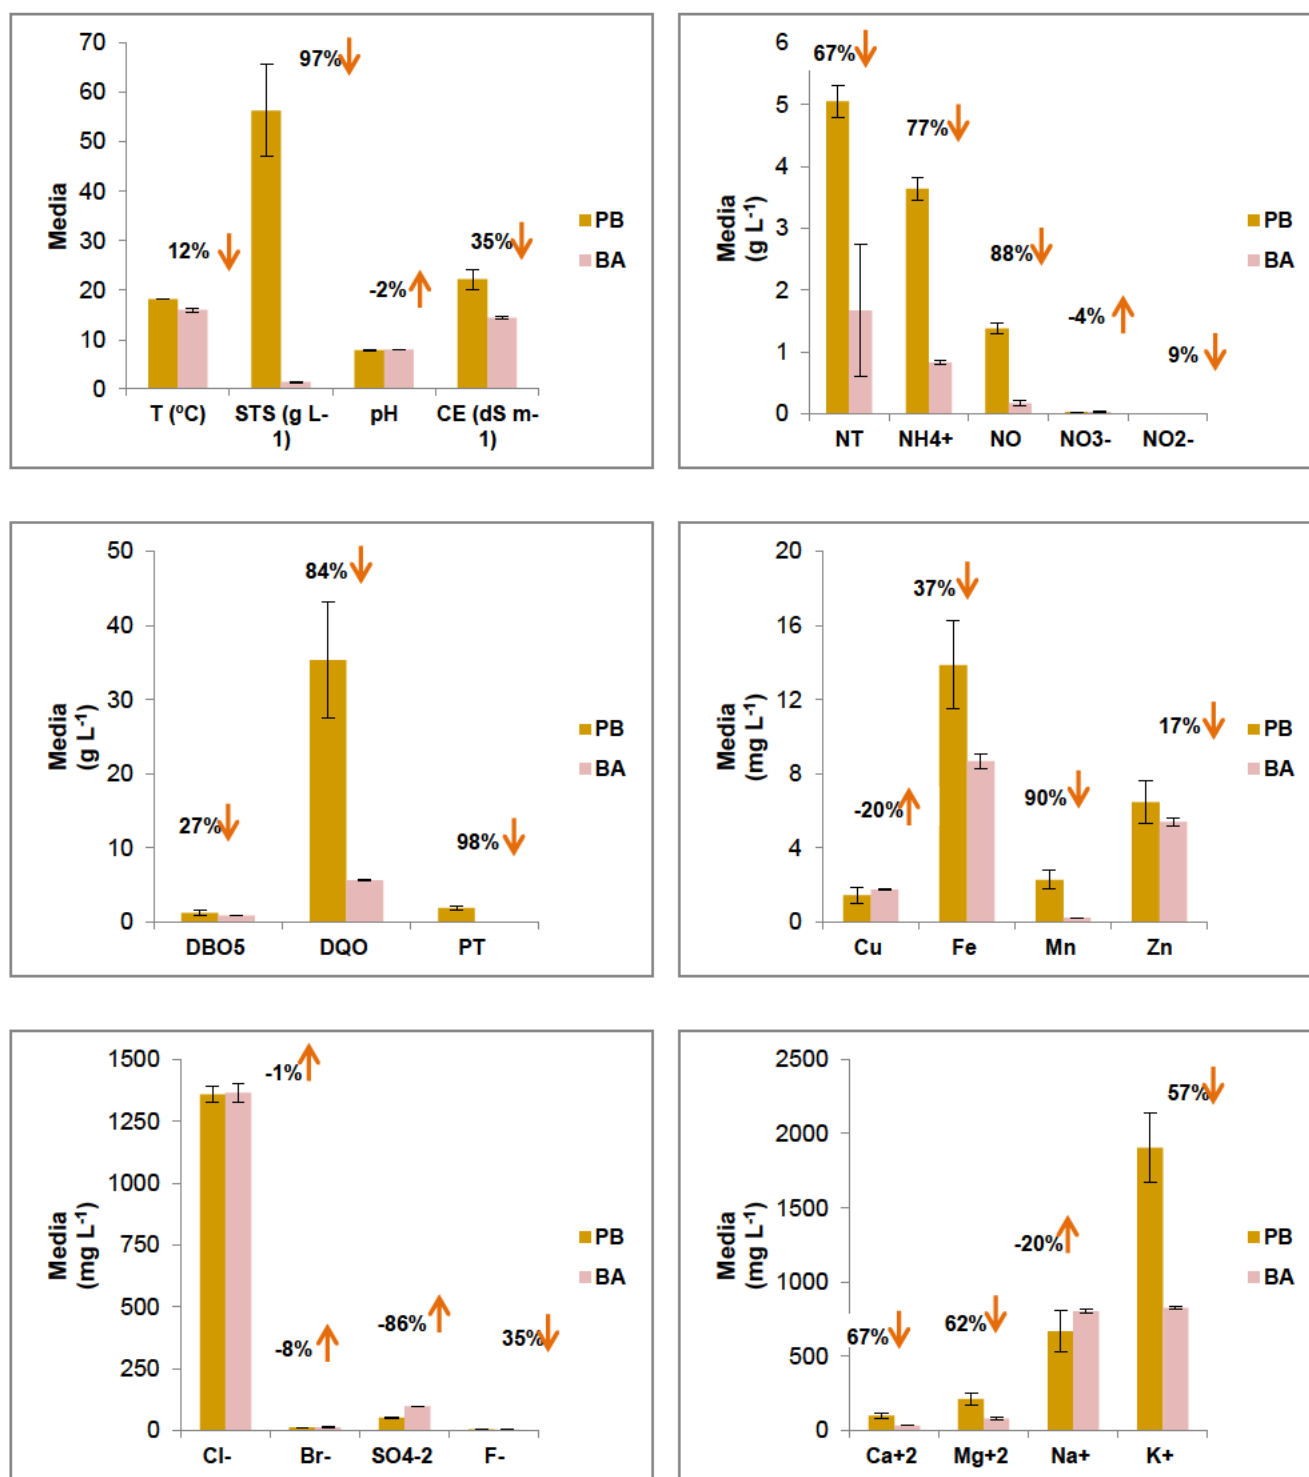 70
60
50
40
30
20
10
0
Media
97%
12%
-2%
35%
T (ºC)
STS (g L-
1)
pH
CE (dS m-
1)
PB
BA
6
5
4
3
2
1
0
Media
(g L-1)
67%
77%
88%
-4%
9%
NT
NH4+
NO
NO3-
NO2-
PB
BA
50
40
30
20
10
0
Media
(g L-1)
84%
27%
98%
DBO5
DQO
PT
PB
BA
20
16
12
8
4
0
Media
(mg L-1)
37%
17%
-20%
90%
Cu
Fe
Mn
Zn
PB
BA
1500
1250
1000
750
500
250
0
Media
(mg L-1)
-1%
-8%
-86%
35%
Cl-
Br-
SO4-2
F-
PB
BA
2500
2000
1500
1000
500
0
Media
(mg L-1)
57%
-20%
67%
62%
Ca+2
Mg+2
Na+
K+
PB
BA